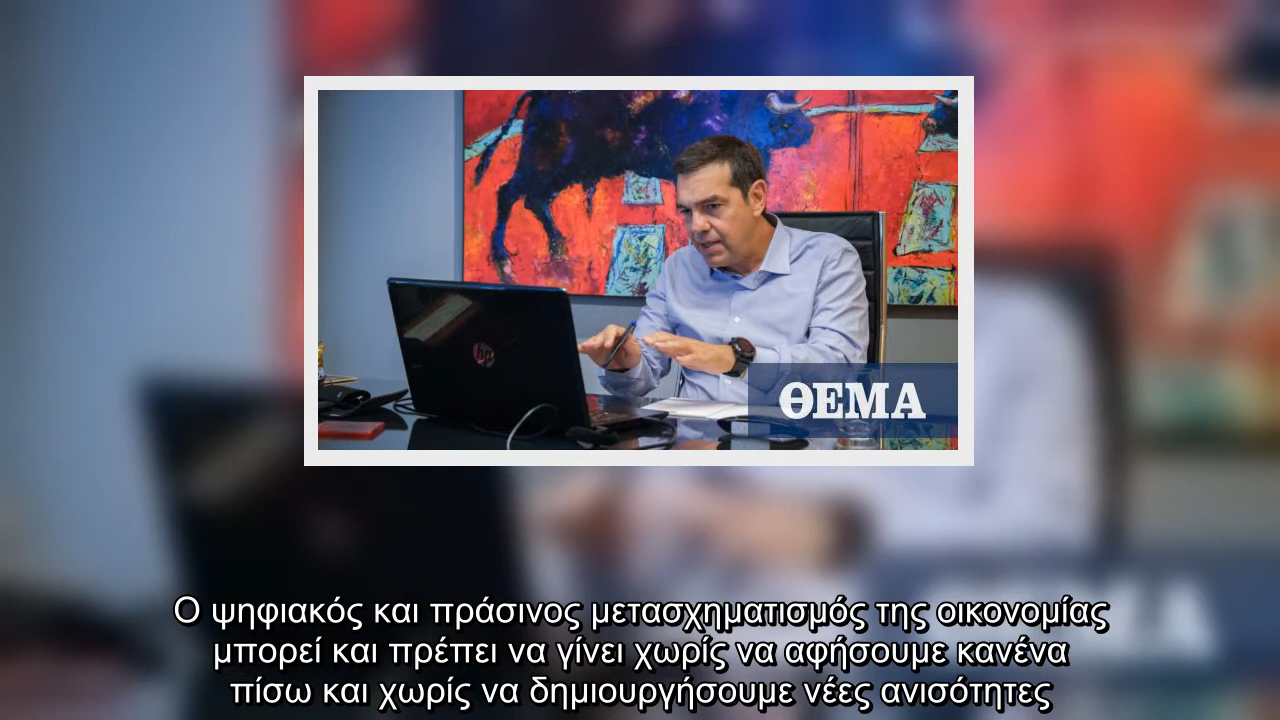 hp
ΘΕΜΑ
Ο ψηφιακός και πράσινος μετασχηματισμός της οικονομίας
μπορεί και πρέπει να γίνει χωρίς να αφήσουμε κανένα
πίσω και χωρίς να δημιουργήσουμε νέες ανισότητες